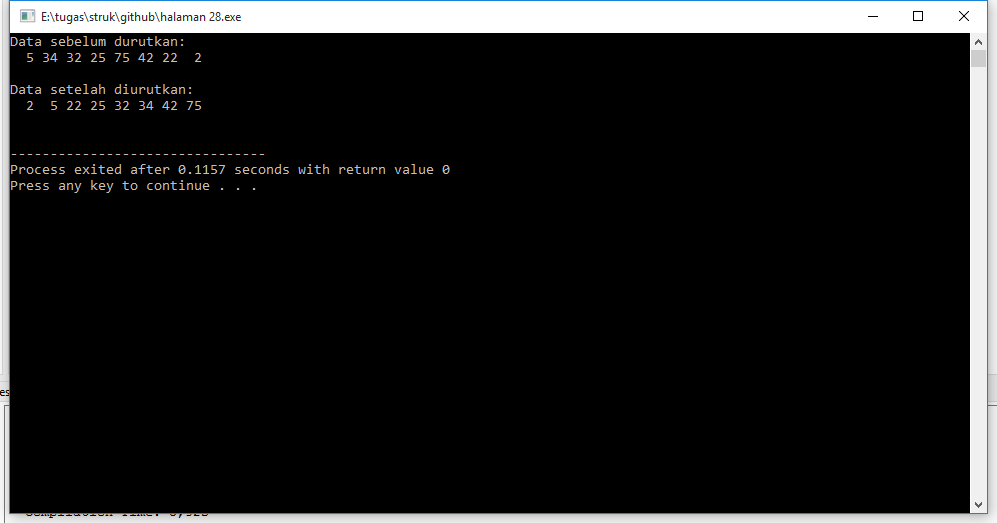 E:\tugas\struk\github\halaman 28.exe
Data sebelum durutkan:
5 34 32 25 75 42 22 2
Data setelah diurutkan:
2 5 22 25 32 34 42 75
--------------------------------
Process exited after 0.1157 seconds with return value 0
Press any key to continue . . .
es